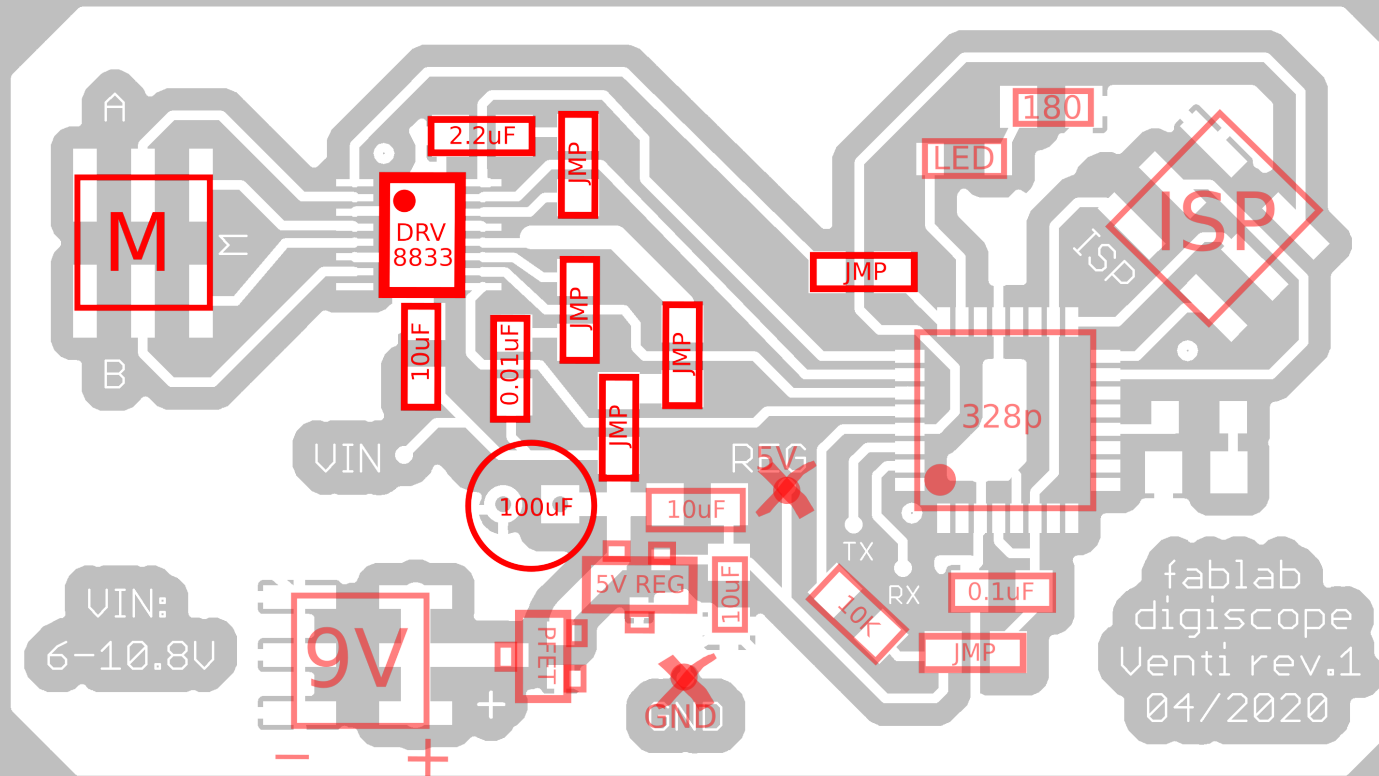 A
180
2.2uF
JMP
LED
M
M
DRV
8833
ISP
ISP
JMP
JMP
10uF
0.01uF
JMP
B
JMP
328p
VIN
REG
5V
100uF
10uF
TX
RX
5V REG
10uF
0.1uF
10K
JMP
PFET
VIN:
6-10.8V
9V
+
GND
GND
− +
fablab
digiscope
Venti rev.1
04/2020